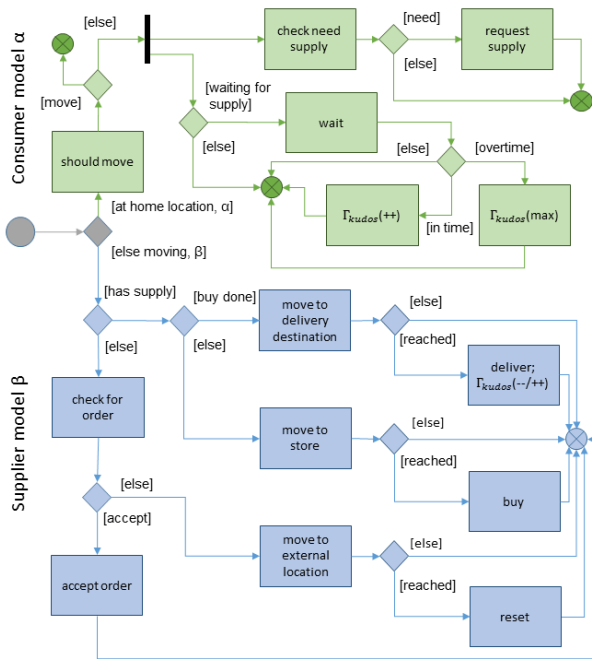 Consumer model α
[else]
check need
supply
[need]
request
supply
[else]
[move]
[waiting for
supply]
wait
[else]
should move
[else]
[overtime]
Γkudos(++)
Γkudos(max)
[in time]
[at home location, α]
[else moving, β]
Supplier model β
[has supply]
[buy done]
move to
delivery
destination
[else]
[else]
[else]
[reached]
deliver;
Γkudos(--/++)
check for
order
move to
store
[else]
[reached]
buy
[else]
[accept]
move to
external
location
[else]
[reached]
accept order
reset